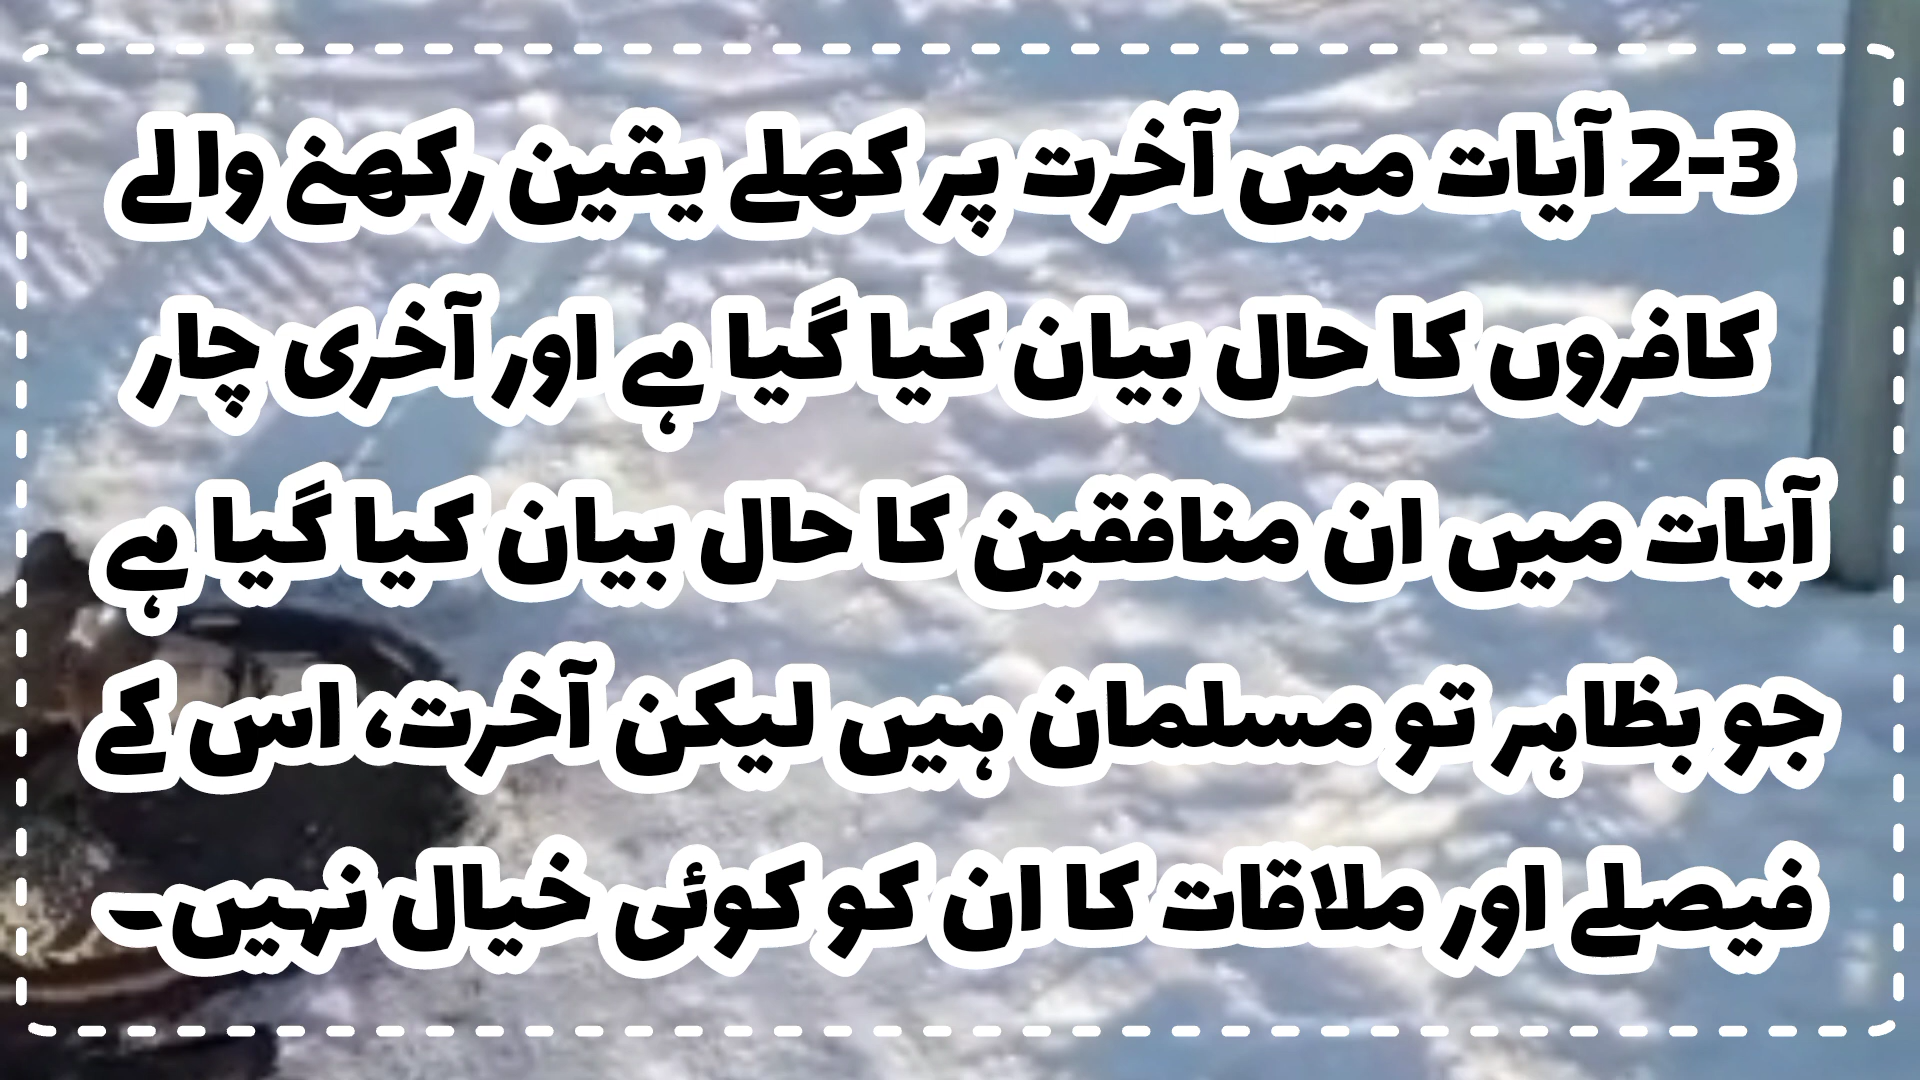 2-3 آیات میں آخرت پر کھلے یقین رکھنے والے
کافروں کا حال بیان کیا گیا ہے اور آخری چار
آیات میں ان منافقین کا حال بیان کیا گیا ہے
جو بظاہر تو مسلمان ہیں لیکن آخرت، اس کے
فیصلے اور ملاقات کا ان کو کوئی خیال نہیں۔